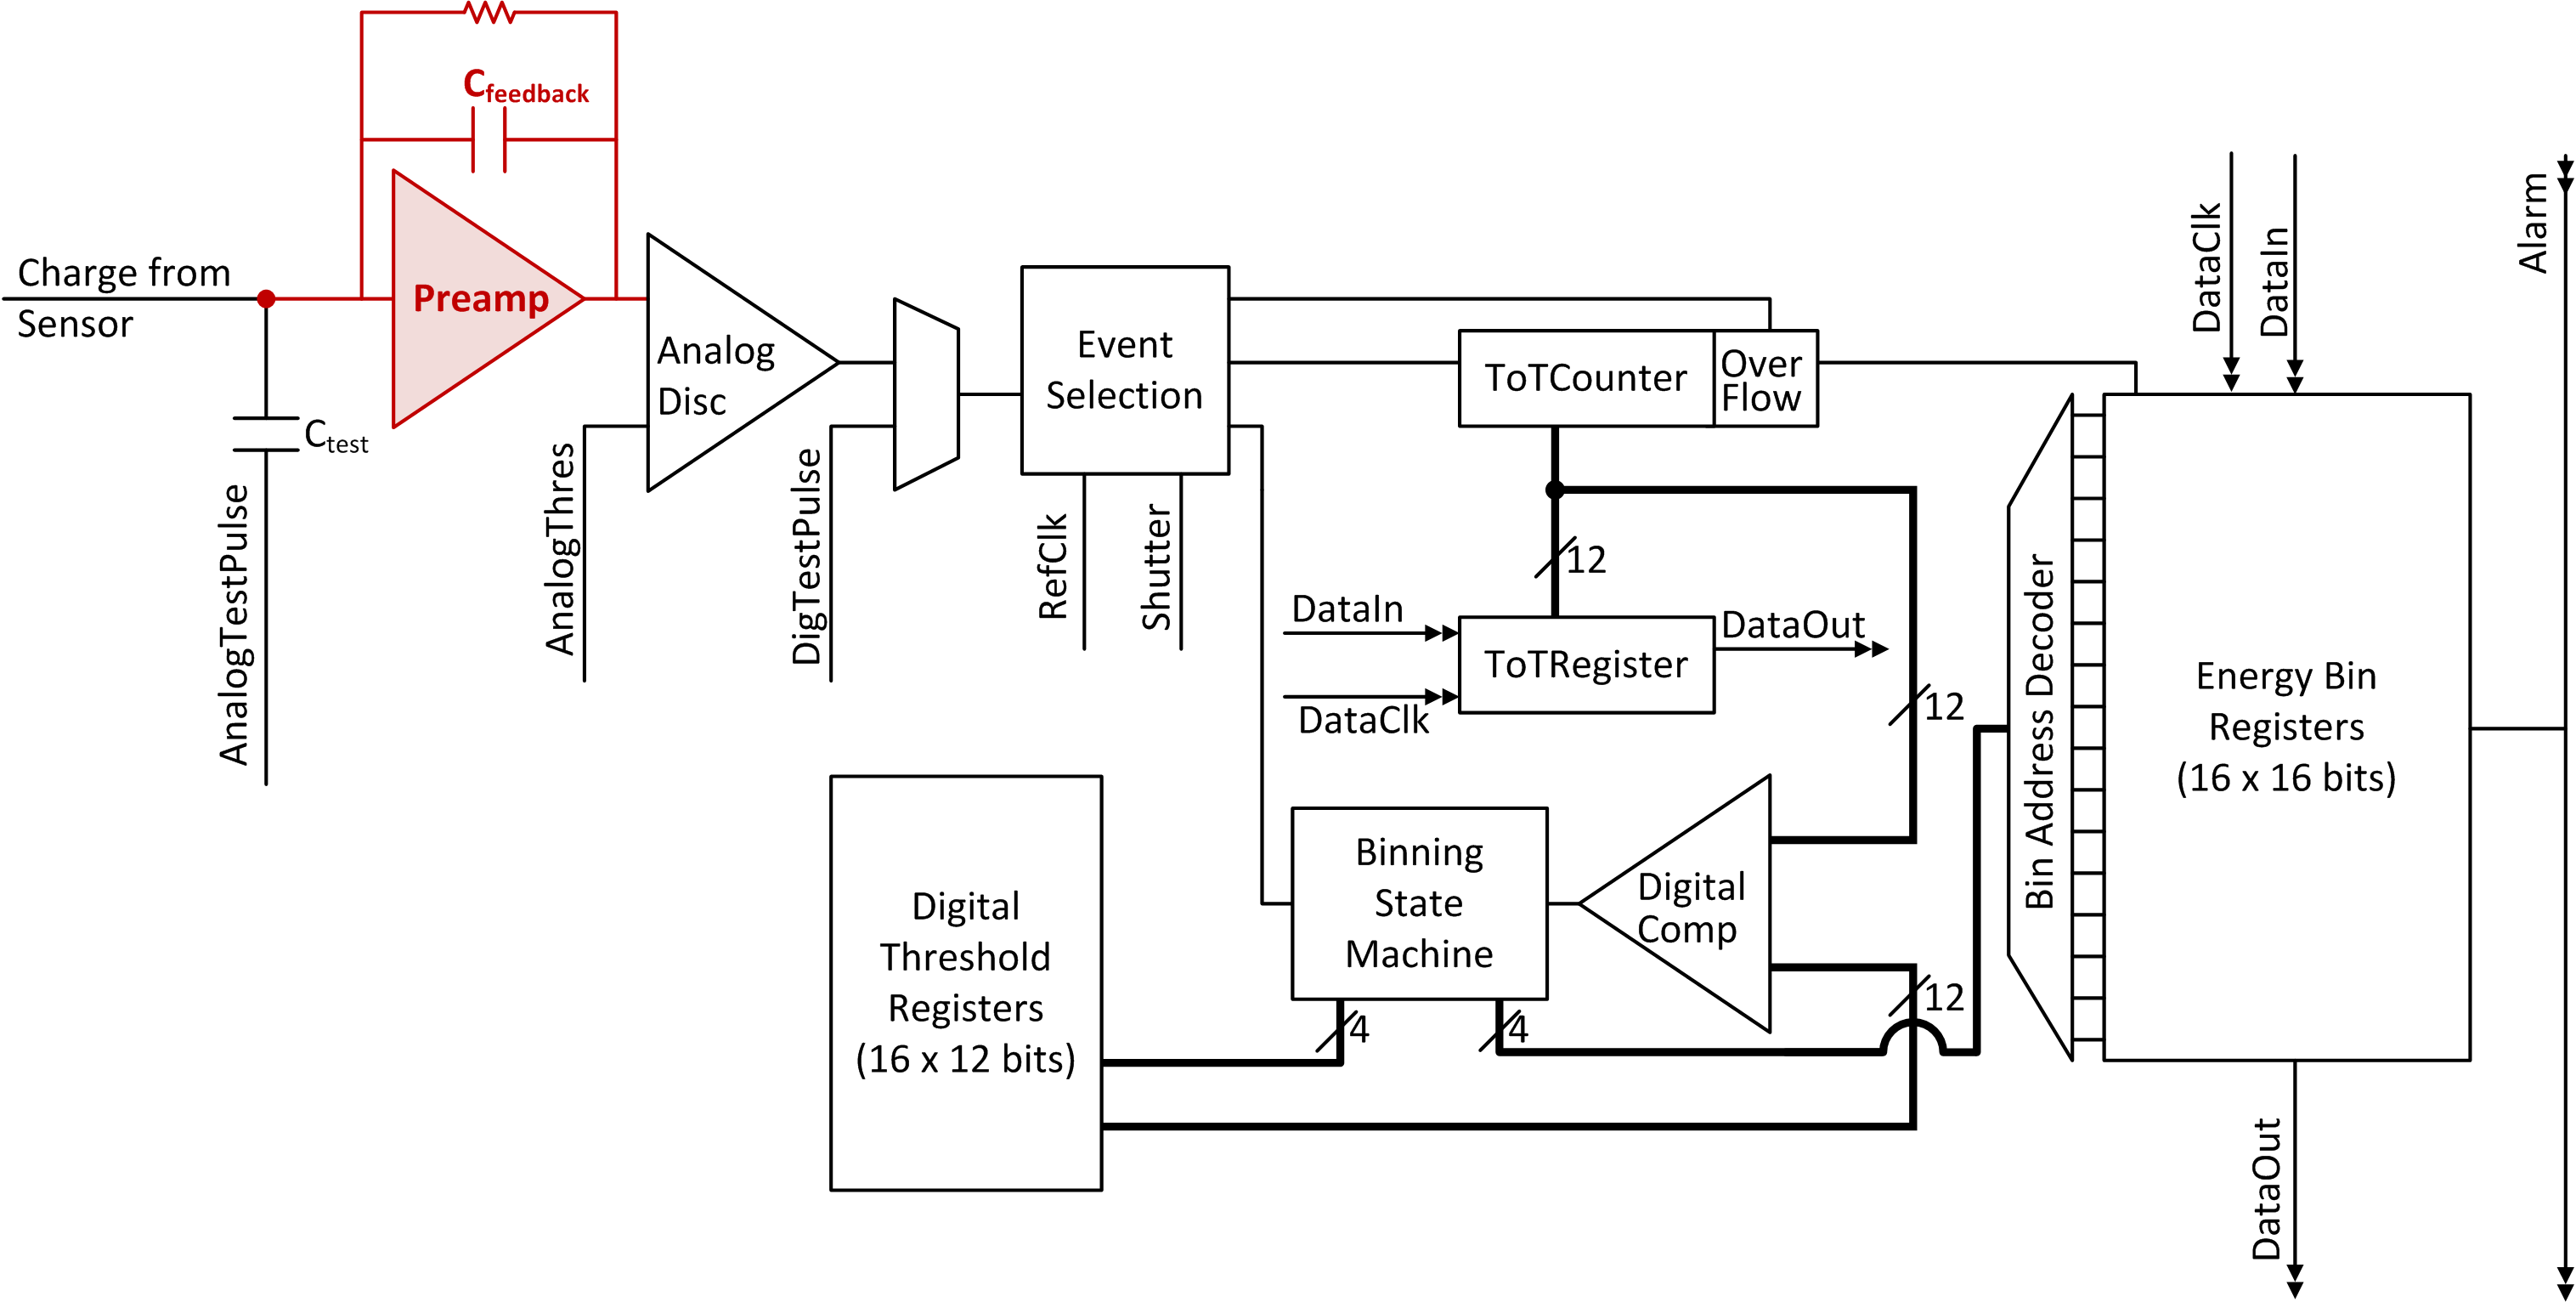 C feedback
Preamp
Charge from
Sensor
C test
AnalogTestPulse
Analog
Disc
AnalogThres
DigTestPulse
Event
Selection
RefClk
Shutter
ToTCounter
Over
Flow
12
DataIn
DataClk
ToTRegister
DataOut
12
Digital
Threshold
Registers
(16 x 12 bits)
Binning
State
Machine
4
4
Digital
Comp
12
Bin Address Decoder
DataClk
DataIn
Energy Bin
Registers
(16 x 16 bits)
DataOut
Alarm